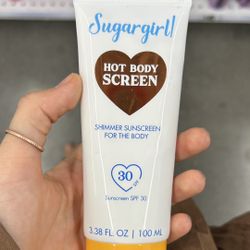 Sugargirl
HOT BODY
SCREEN
SHIMMER SUNSCREEN
FOR THE BODY
30
Sunscreen SPF 30
3.38 FL. OZ | 100 ML